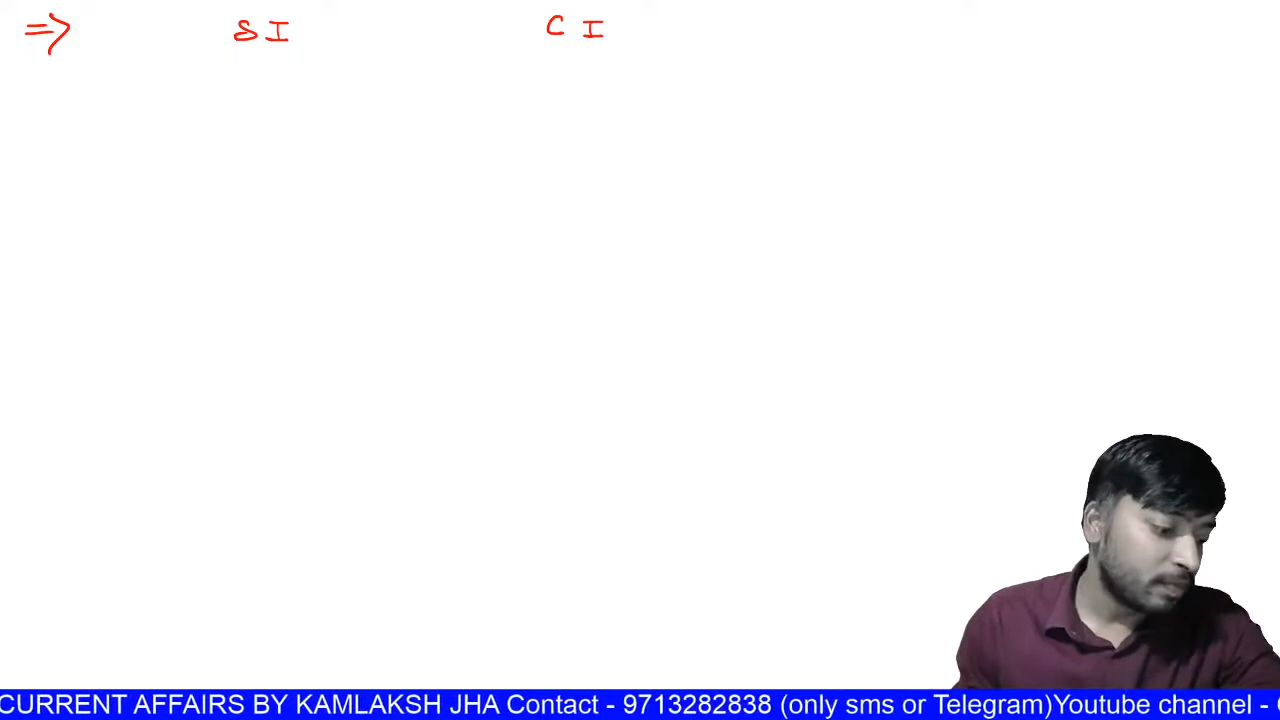 => SI CI
CURRENT AFFAIRS BY KAMLAKSH JHA Contact - 9713282838 (only sms or Telegram)Youtube channel -